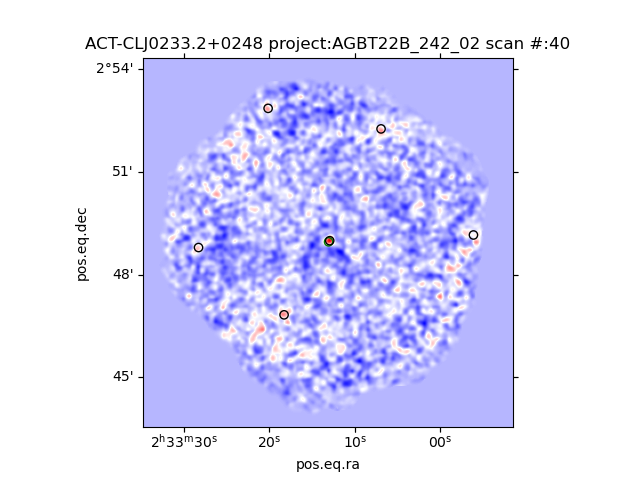 ACT-CLJ0233.2+0248 project:AGBT22B_242_02 scan #:40
2°54'
51'
48'
45'
pos.eq.dec
2ʰ33ᵐ30ˢ 20ˢ 10ˢ 00ˢ
pos.eq.ra